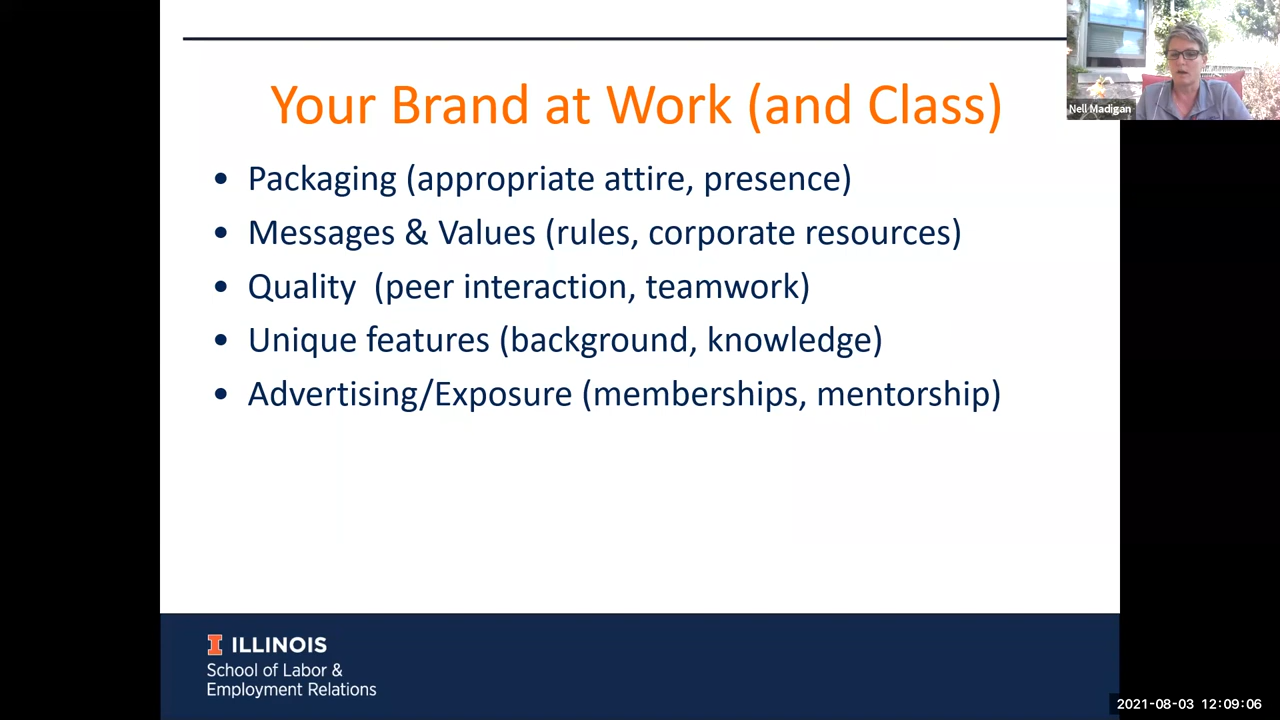 Your Brand at Work (and Class)
Nell Madigan
• Packaging (appropriate attire, presence)
• Messages & Values (rules, corporate resources)
• Quality (peer interaction, teamwork)
• Unique features (background, knowledge)
• Advertising/Exposure (memberships, mentorship)
I ILLINOIS
School of Labor &
Employment Relations
2021-08-03 12:09:06